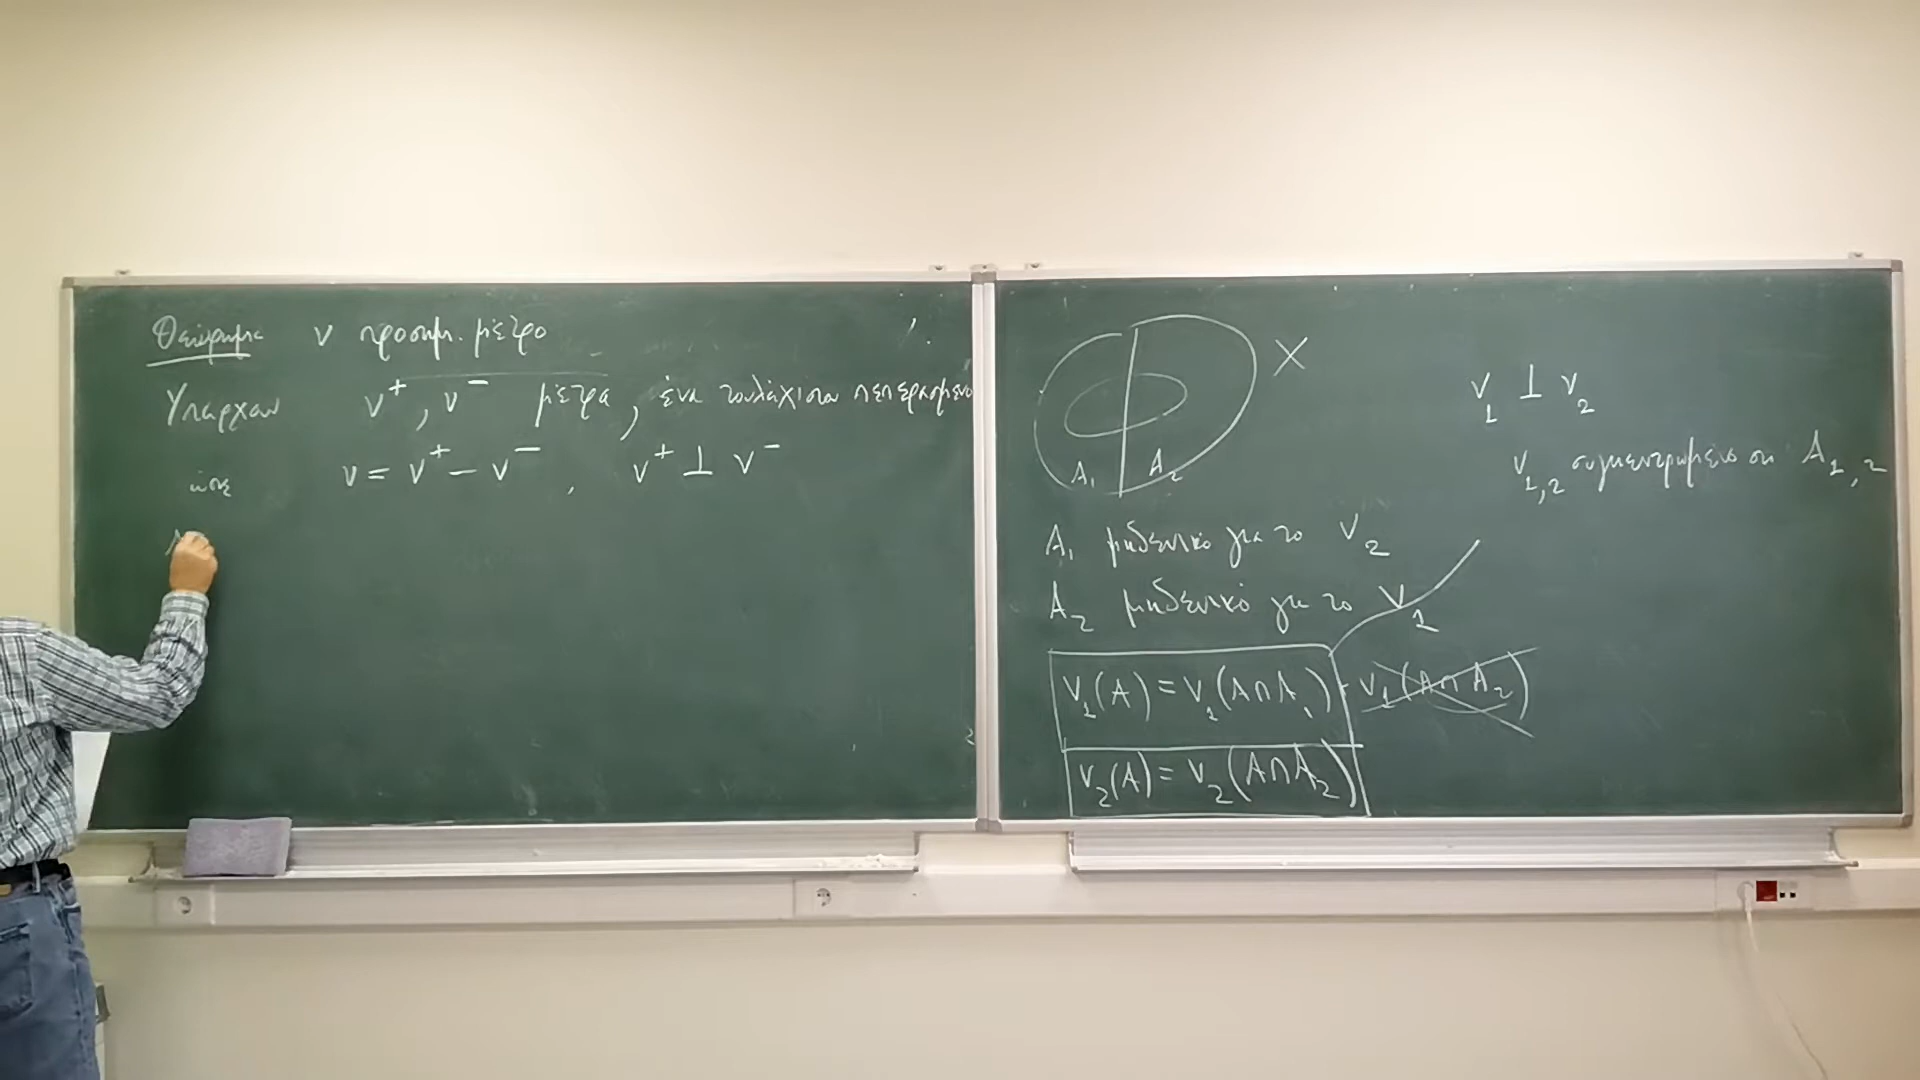 Θεώρημα ν προσημ. μέτρο
Υπάρχουν ν⁺, ν⁻ μέτρα, ένα τουλάχιστον πεπερασμένο
ώστε ν = ν⁺ − ν⁻, ν⁺ ⊥ ν⁻
X
A₁ A₂
A₁ μηδενικό για το ν₂
A₂ μηδενικό για το ν₁
ν₁(A) = ν₁(A∩A₁) + ν₁(A∩A₂)
ν₂(A) = ν₂(A∩A₂)
ν₁ ⊥ ν₂
ν₁,₂ συγκεντρωμένο στο A₁,₂